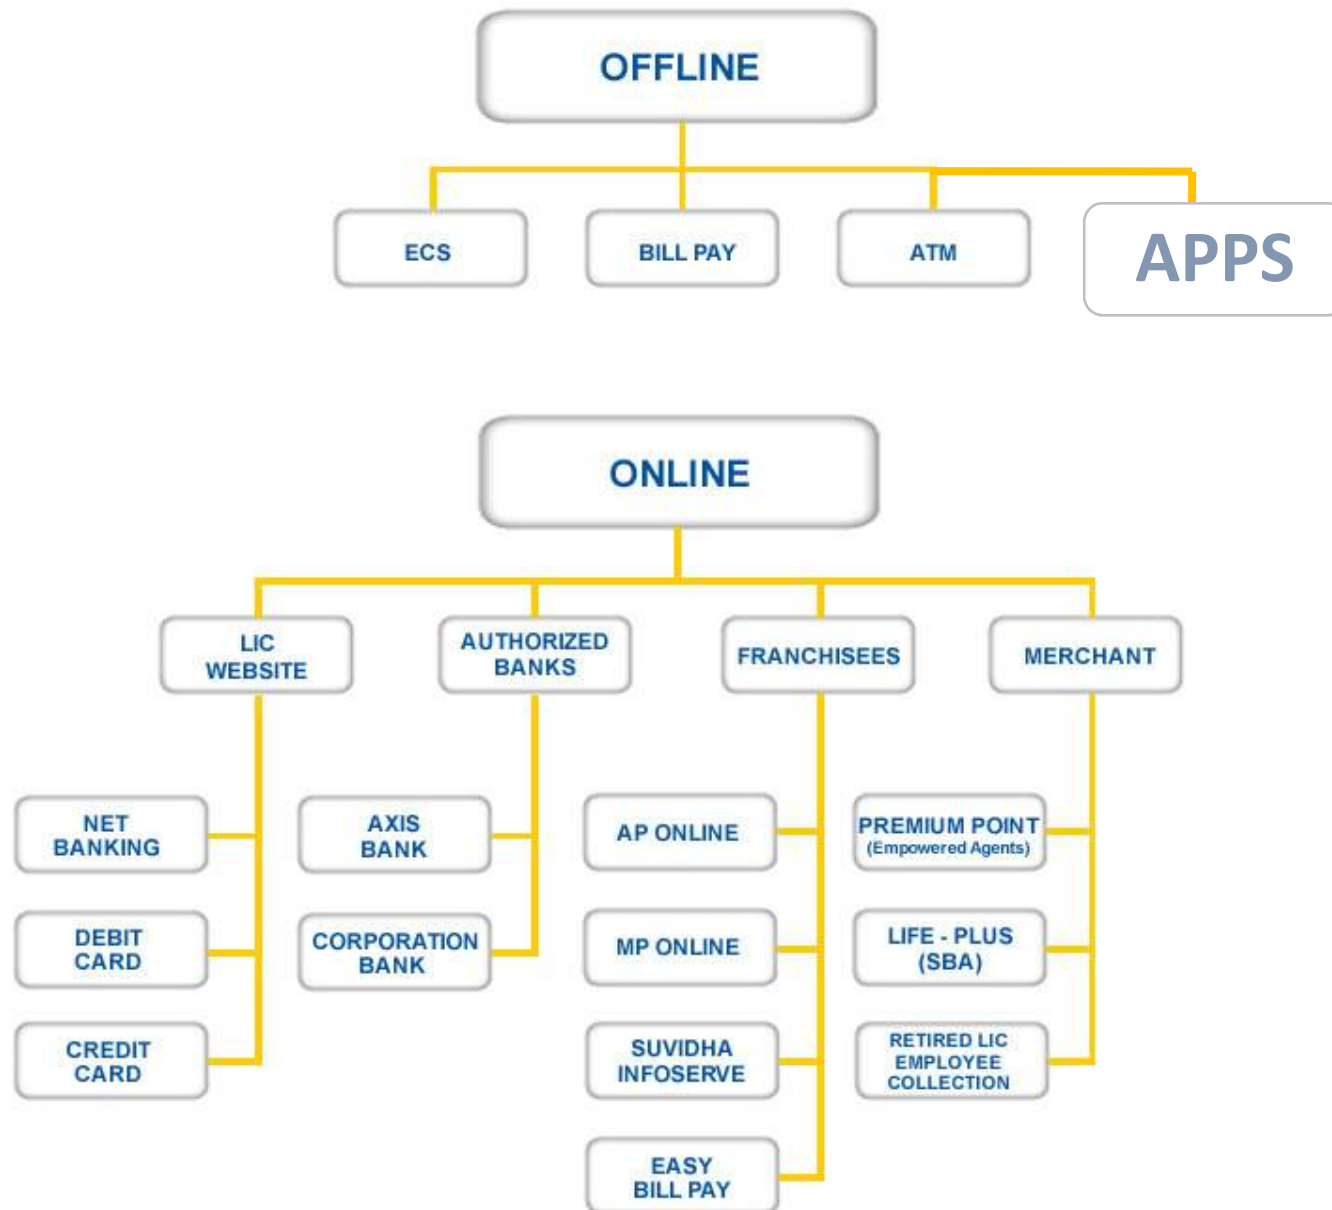 OFFLINE
ECS
BILL PAY
ATM
APPS
ONLINE
LIC
WEBSITE
AUTHORIZED
BANKS
FRANCHISEES
MERCHANT
NET
BANKING
AXIS
BANK
AP ONLINE
PREMIUM POINT
(Empowered Agents)
DEBIT
CARD
CORPORATION
BANK
MP ONLINE
LIFE - PLUS
(SBA)
CREDIT
CARD
SUVIDHA
INFOSERVE
RETIRED LIC
EMPLOYEE
COLLECTION
EASY
BILL PAY